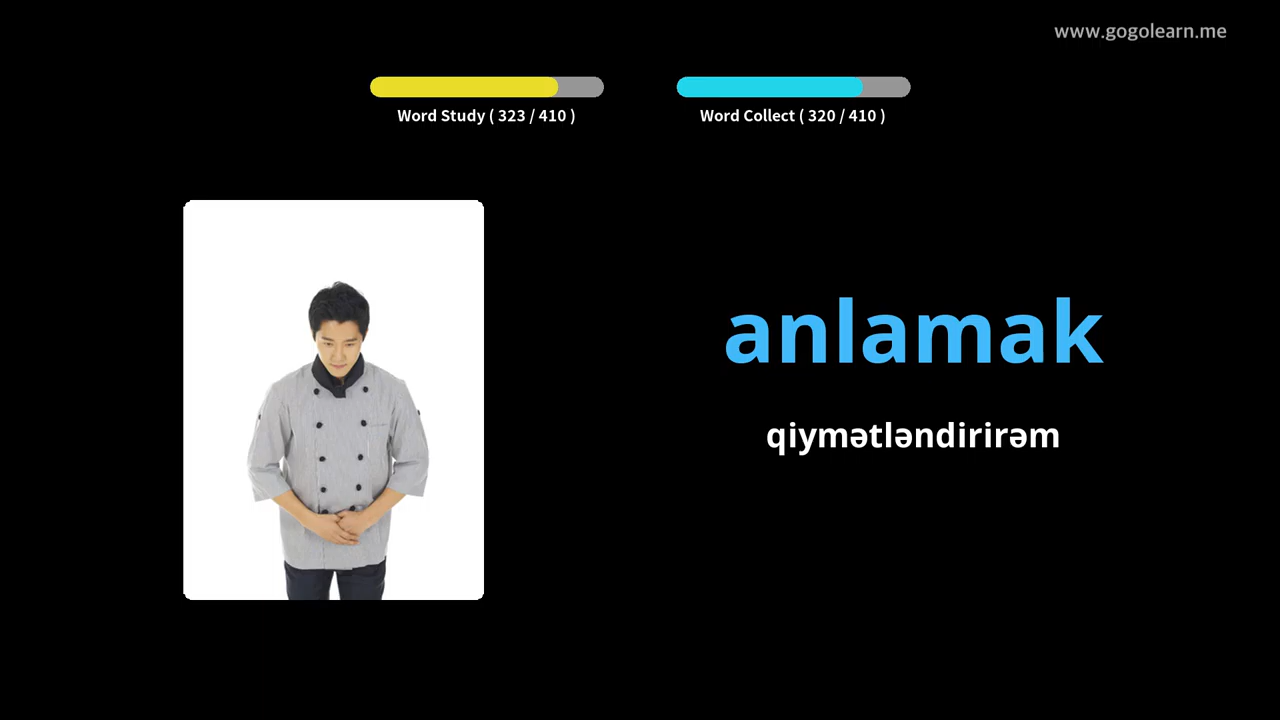 www.gogolearn.me
Word Study ( 323 / 410 )
Word Collect ( 320 / 410 )
anlamak
qiymətləndirirəm